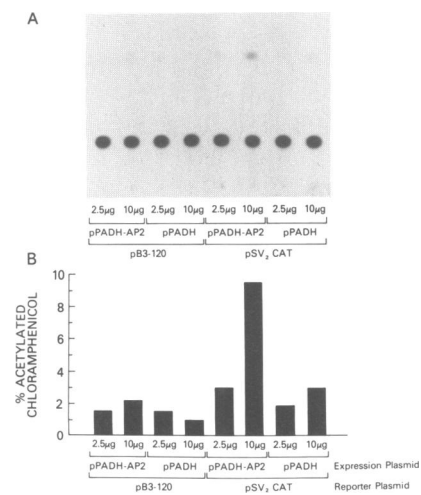 A
2.5µg 10µg 2.5µg 10µg 2.5µg 10µg 2.5µg 10µg
pPADH-AP2 pPADH pPADH-AP2 pPADH
pB3-120 pSV₂ CAT
B
% ACETYLATED
CHLORAMPHENICOL
10
8
6
4
2
0
2.5µg 10µg 2.5µg 10µg 2.5µg 10µg 2.5µg 10µg
pPADH-AP2 pPADH pPADH-AP2 pPADH Expression Plasmid
pB3-120 pSV₂ CAT Reporter Plasmid